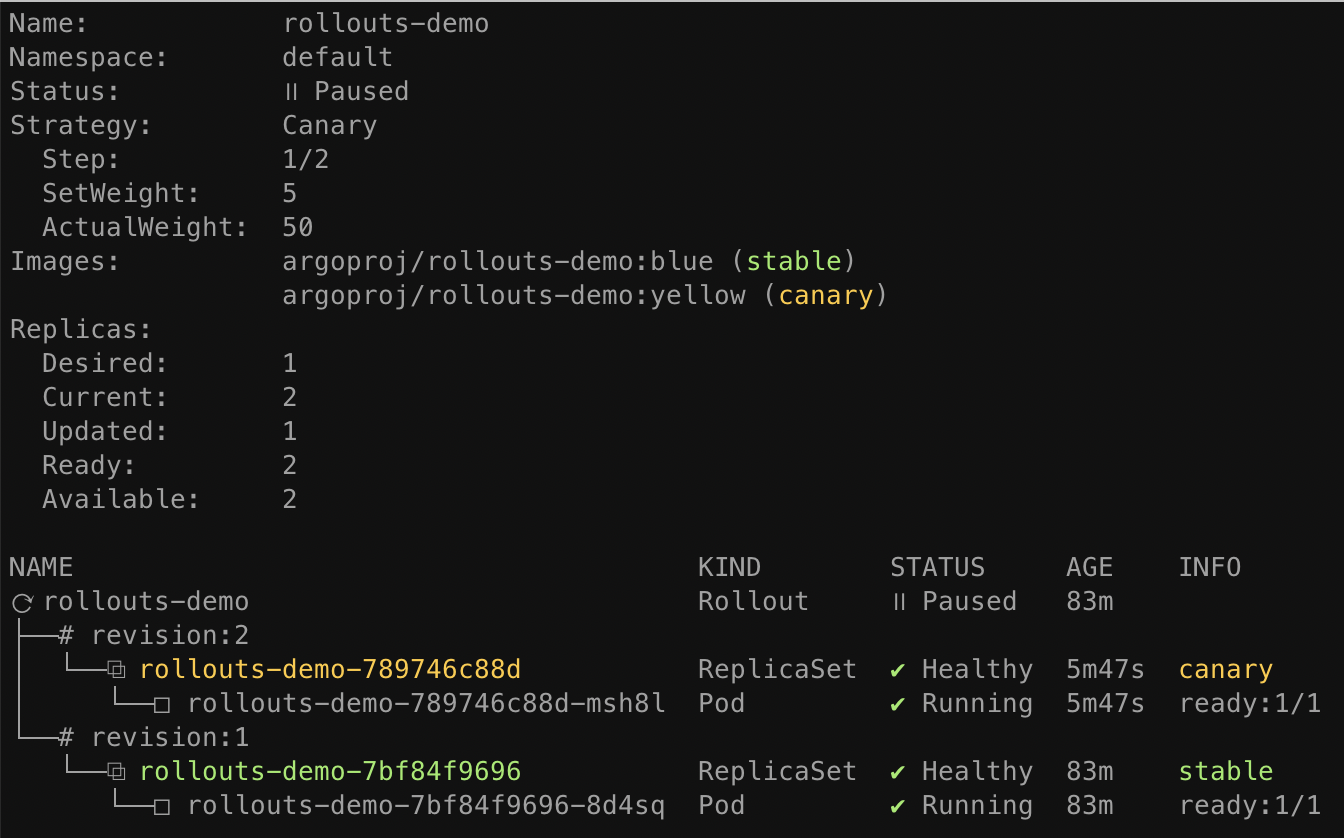 Name: rollouts-demo
Namespace: default
Status: ॥ Paused
Strategy: Canary
Step: 1/2
SetWeight: 5
ActualWeight: 50
Images: argoproj/rollouts-demo:blue (stable)
argoproj/rollouts-demo:yellow (canary)
Replicas:
Desired: 1
Current: 2
Updated: 1
Ready: 2
Available: 2
NAME KIND STATUS AGE INFO
⟳ rollouts-demo Rollout ॥ Paused 83m
├──# revision:2
│  └──⧉ rollouts-demo-789746c88d ReplicaSet ✔ Healthy 5m47s canary
│     └──□ rollouts-demo-789746c88d-msh8l Pod ✔ Running 5m47s ready:1/1
└──# revision:1
   └──⧉ rollouts-demo-7bf84f9696 ReplicaSet ✔ Healthy 83m stable
      └──□ rollouts-demo-7bf84f9696-8d4sq Pod ✔ Running 83m ready:1/1